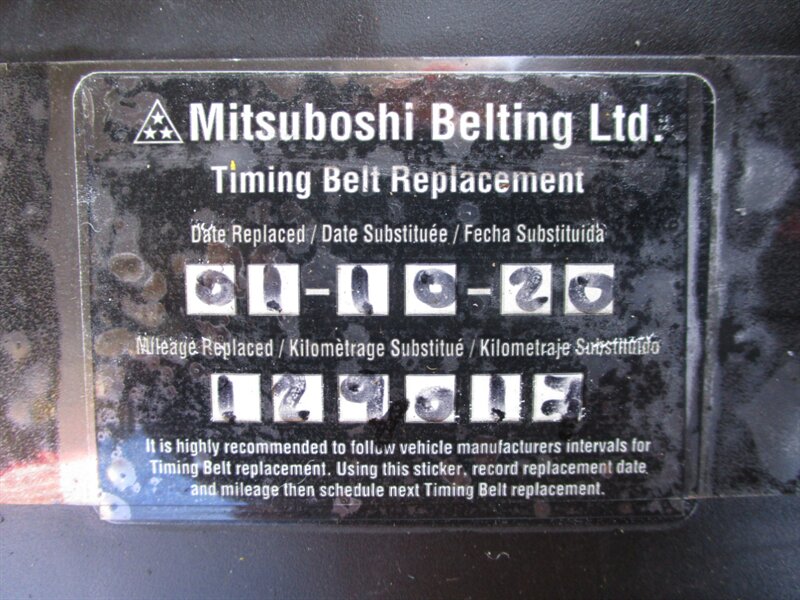 Mitsuboshi Belting Ltd.
Timing Belt Replacement
Date Replaced / Date Substituée / Fecha Substituida
01-10-20
Mileage Replaced / Kilomètrage Substitué / Kilometraje Substituido
129017
It is highly recommended to follow vehicle manufacturers intervals for
Timing Belt replacement. Using this sticker, record replacement date
and mileage then schedule next Timing Belt replacement.